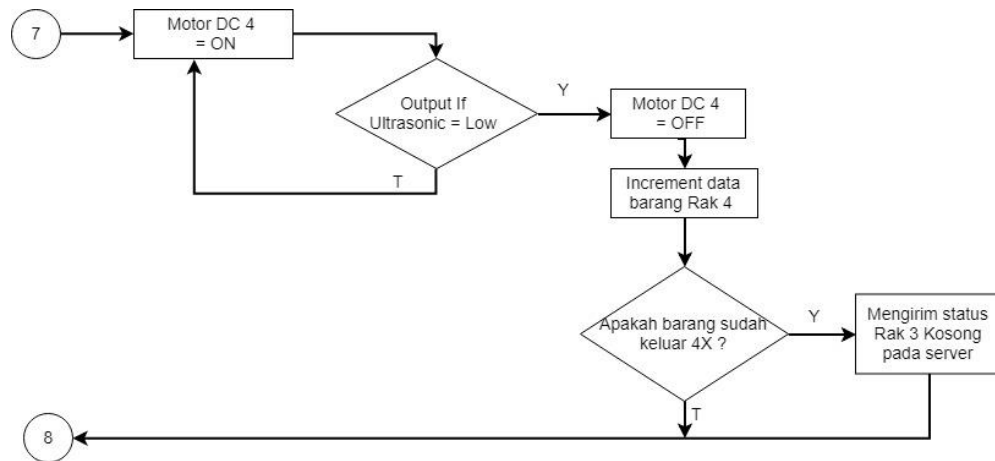 7
Motor DC 4
= ON
Output If
Ultrasonic = Low
Y
T
Motor DC 4
= OFF
Increment data
barang Rak 4
Apakah barang sudah
keluar 4X ?
Y
T
Mengirim status
Rak 3 Kosong
pada server
8